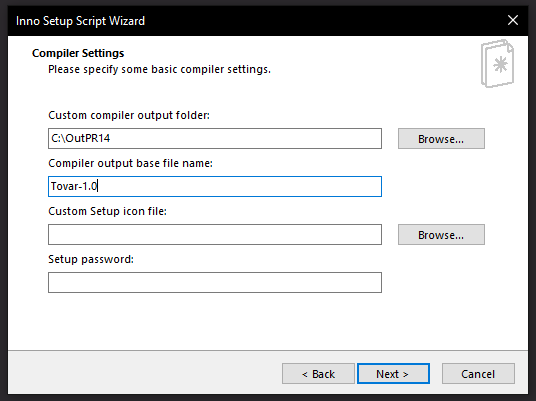 Inno Setup Script Wizard
Compiler Settings
Please specify some basic compiler settings.
Custom compiler output folder:
C:\OutPR14
Browse...
Compiler output base file name:
Tovar-1.0
Custom Setup icon file:
Browse...
Setup password:
< Back
Next >
Cancel